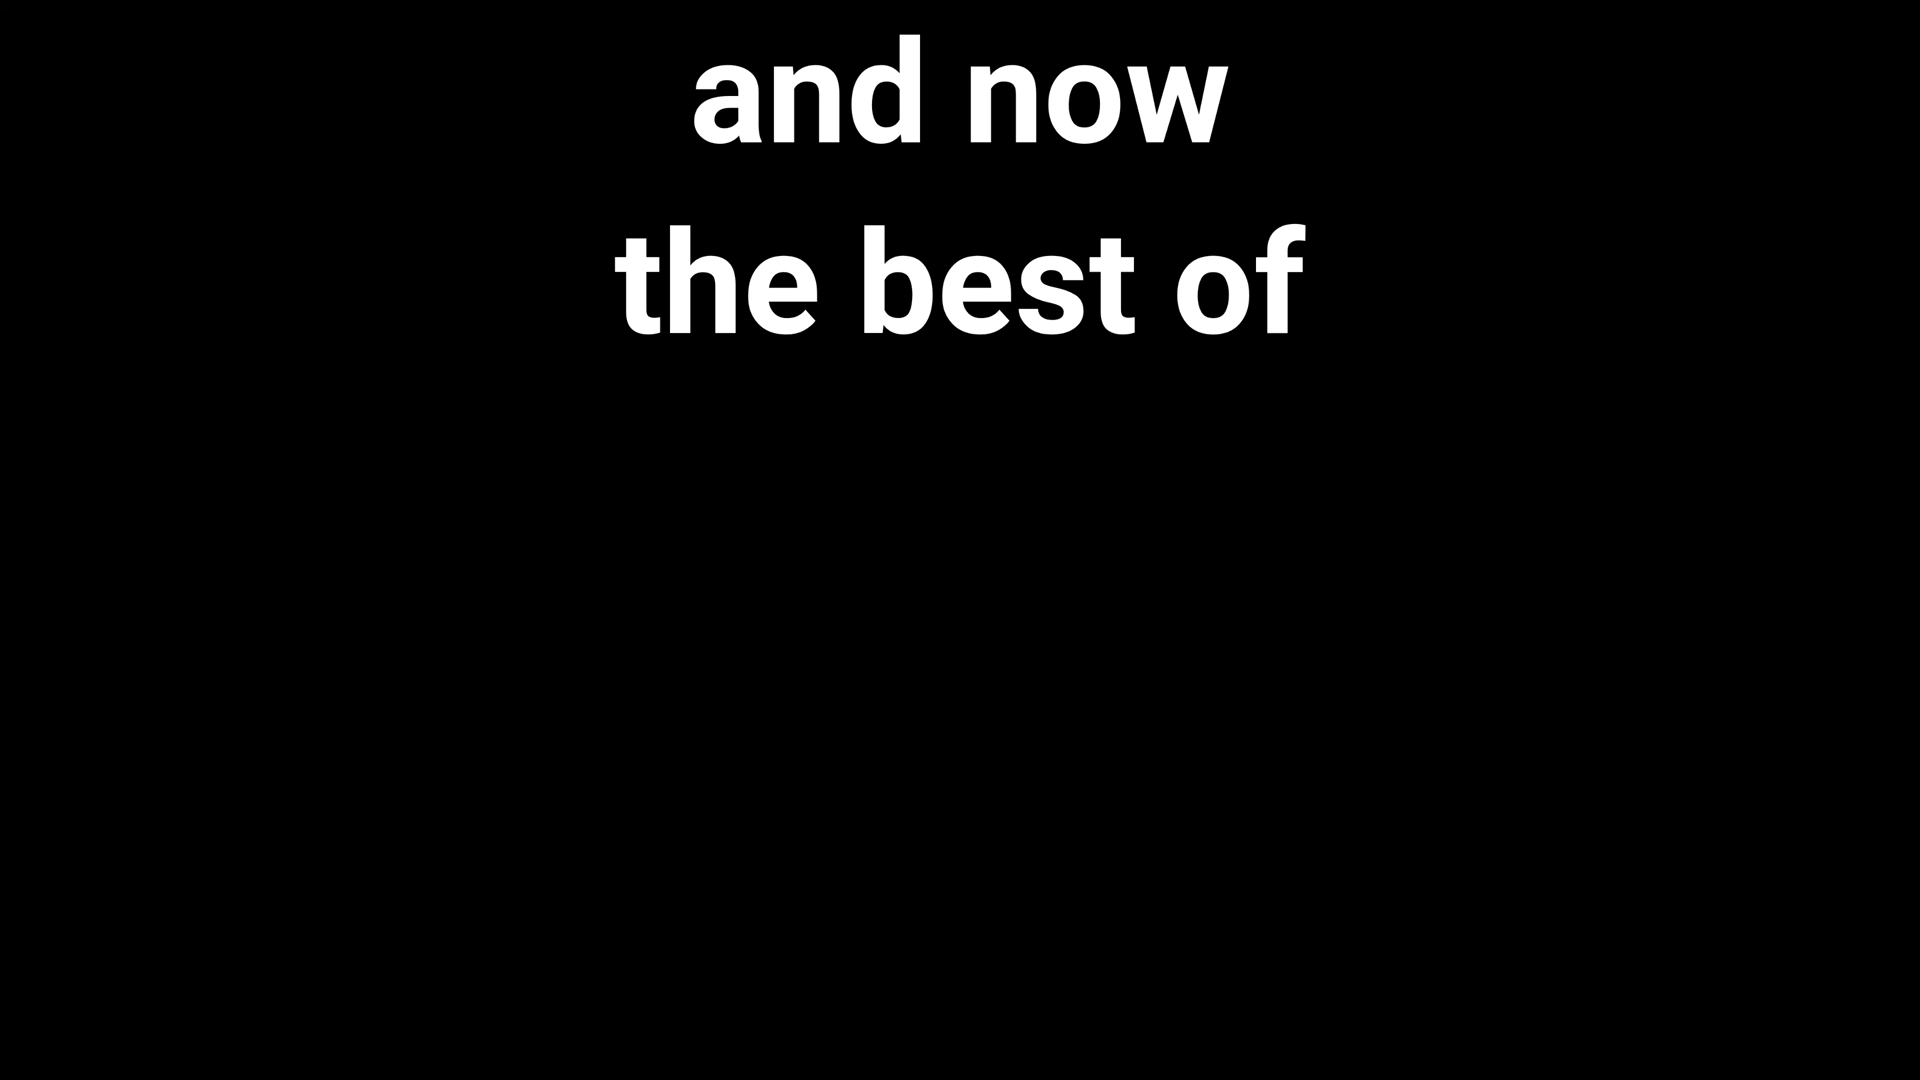 and now
the best of